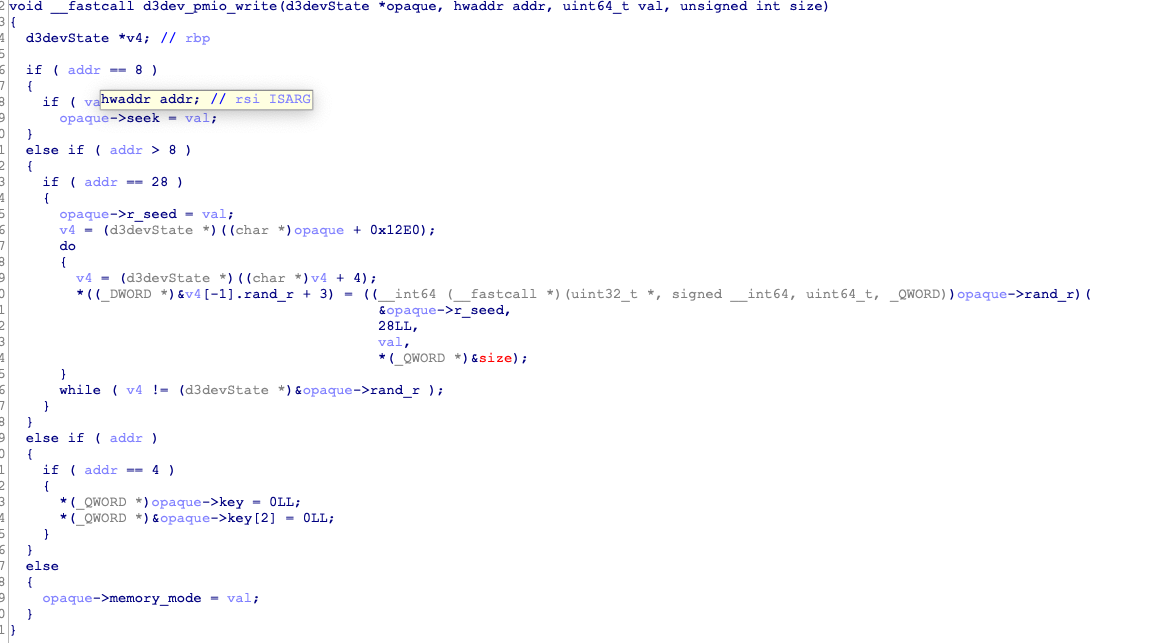 2 void __fastcall d3dev_pmio_write(d3devState *opaque, hwaddr addr, uint64_t val, unsigned int size)
3 {
4 d3devState *v4; // rbp
5
6 if ( addr == 8 )
7 {
8 if ( va
hwaddr addr; // rsi ISARG
9 opaque->seek = val;
0 }
1 else if ( addr > 8 )
2 {
3 if ( addr == 28 )
4 {
5 opaque->r_seed = val;
6 v4 = (d3devState *)((char *)opaque + 0x12E0);
7 do
8 {
9 v4 = (d3devState *)((char *)v4 + 4);
0 *((_DWORD *)&v4[-1].rand_r + 3) = ((__int64 (__fastcall *)(uint32_t *, signed __int64, uint64_t, _QWORD))opaque->rand_r)(
1 &opaque->r_seed,
2 28LL,
3 val,
4 *(_QWORD *)&size);
5 }
6 while ( v4 != (d3devState *)&opaque->rand_r );
7 }
8 }
9 else if ( addr )
0 {
1 if ( addr == 4 )
2 {
3 *(_QWORD *)opaque->key = 0LL;
4 *(_QWORD *)&opaque->key[2] = 0LL;
5 }
6 }
7 else
8 {
9 opaque->memory_mode = val;
0 }
1 }